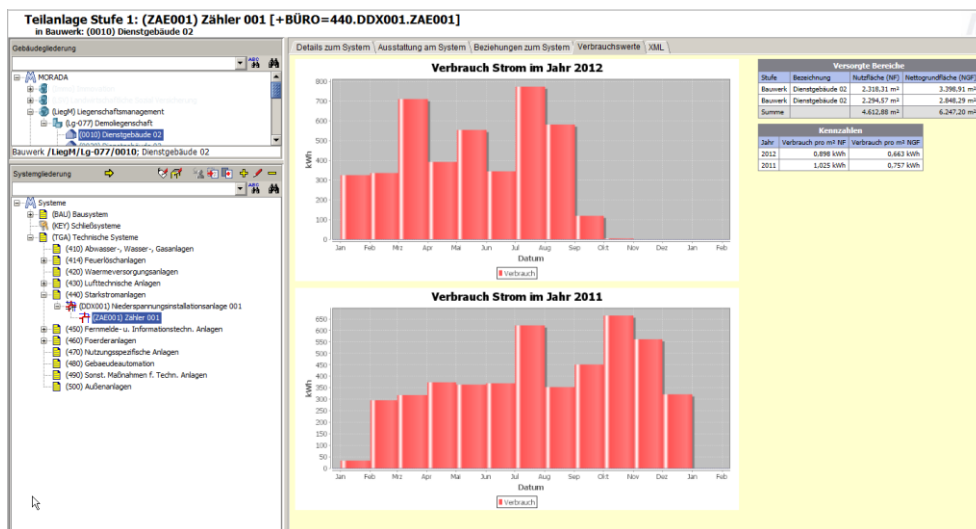 Teilanlage Stufe 1: (ZAE001) Zähler 001 [+BÜRO=440.DDX001.ZAE001]
in Bauwerk: (0010) Dienstgebäude 02
Gebäudegliederung
ABC
MORADA
(LiegM) Liegenschaftsmanagement
(Lg-077) Demoliegenschaft
(0010) Dienstgebäude 02
Bauwerk /LiegM/Lg-077/0010; Dienstgebäude 02
Systemgliederung
ABC
Systeme
(BAU) Bausystem
(KEY) Schließsysteme
(TGA) Technische Systeme
(410) Abwasser-, Wasser-, Gasanlagen
(414) Feuerlöschanlagen
(420) Waermeversorgungsanlagen
(430) Lufttechnische Anlagen
(440) Starkstromanlagen
(DDX001) Niederspannungsinstallationsanlage 001
(ZAE001) Zähler 001
(450) Fernmelde- u. Informationstechn. Anlagen
(460) Foerderanlagen
(470) Nutzungsspezifische Anlagen
(480) Gebaeudeautomation
(490) Sonst. Maßnahmen f. Techn. Anlagen
(500) Außenanlagen
Details zum System Ausstattung am System Beziehungen zum System Verbrauchswerte XML
Verbrauch Strom im Jahr 2012
kWh
800
700
600
500
400
300
200
100
0
Jan Feb Mrz Apr Mai Jun Jul Aug Sep Okt Nov Dez Jan Feb
Datum
Verbrauch
Verbrauch Strom im Jahr 2011
kWh
650
600
550
500
450
400
350
300
250
200
150
100
50
0
Jan Feb Mrz Apr Mai Jun Jul Aug Sep Okt Nov Dez Jan Feb
Datum
Verbrauch
Versorgte Bereiche
Stufe Bezeichnung Nutzfläche (NF) Nettogrundfläche (NGF)
Bauwerk Dienstgebäude 02 2.318,31 m² 3.398,91 m²
Bauwerk Dienstgebäude 02 2.294,57 m² 2.848,29 m²
Summe 4.612,88 m² 6.247,20 m²
Kennzahlen
Jahr Verbrauch pro m² NF Verbrauch pro m² NGF
2012 0,898 kWh 0,663 kWh
2011 1,025 kWh 0,757 kWh